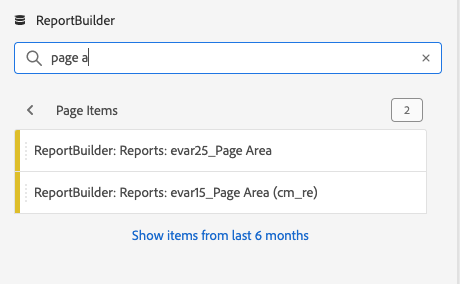 ReportBuilder
page a
Page Items
2
ReportBuilder: Reports: evar25_Page Area
ReportBuilder: Reports: evar15_Page Area (cm_re)
Show items from last 6 months